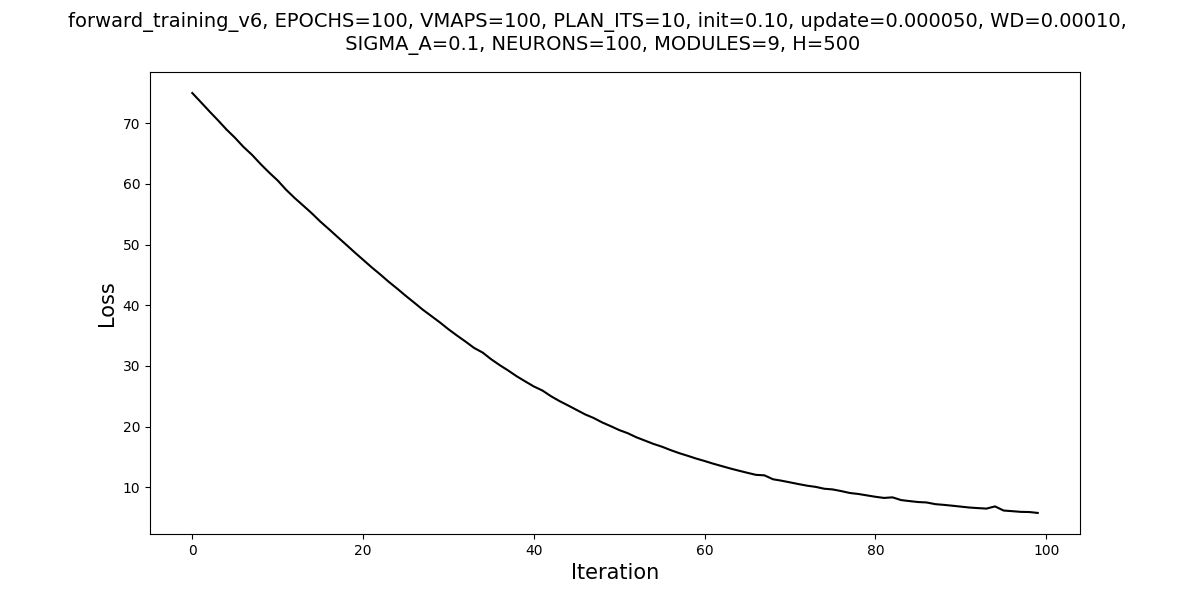 forward_training_v6, EPOCHS=100, VMAPS=100, PLAN_ITS=10, init=0.10, update=0.000050, WD=0.00010,
SIGMA_A=0.1, NEURONS=100, MODULES=9, H=500
70
60
50
40
30
20
10
Loss
0 20 40 60 80 100
Iteration